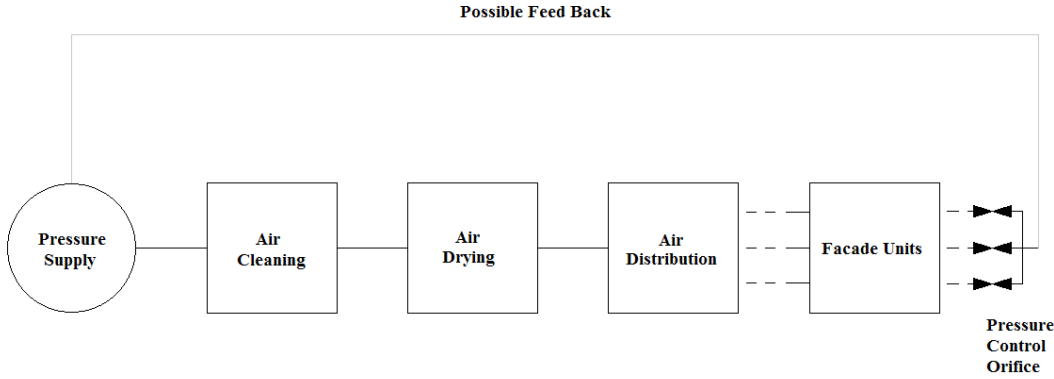 Possible Feed Back
Pressure
Supply
Air
Cleaning
Air
Drying
Air
Distribution
Facade Units
Pressure
Control
Orifice